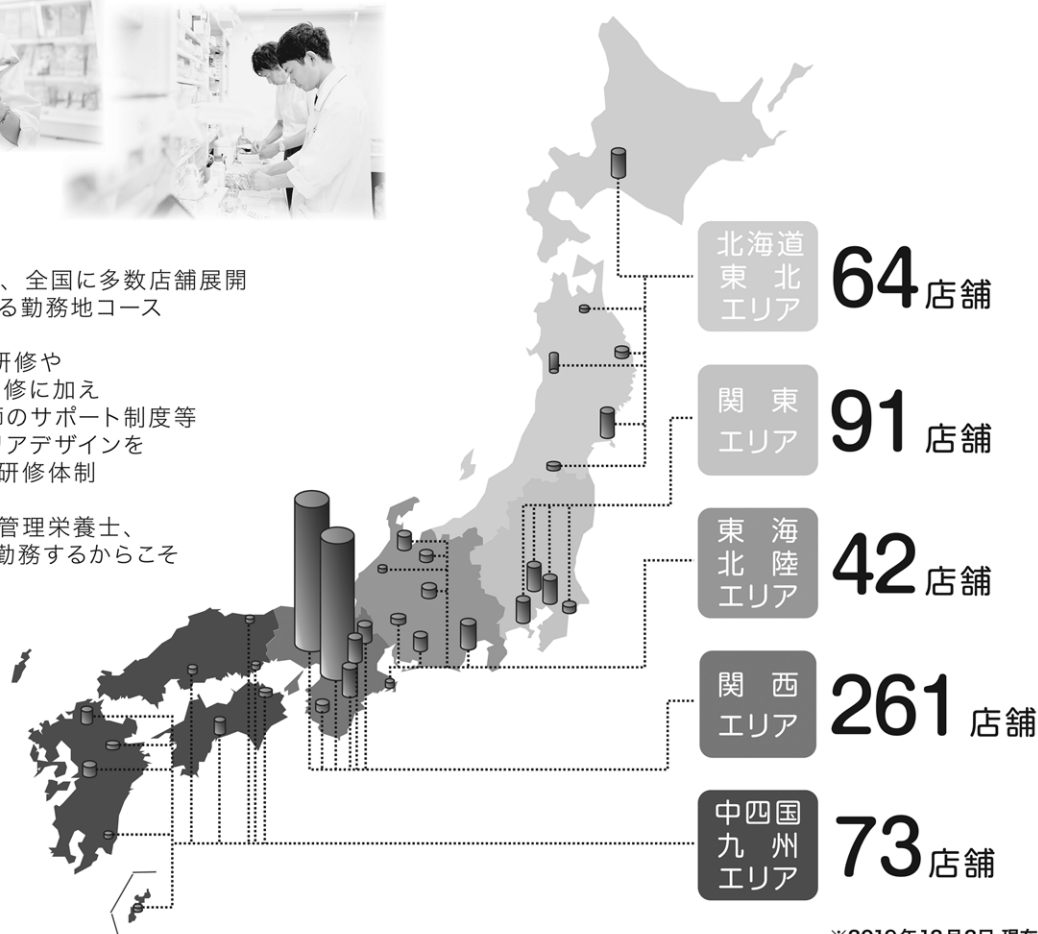 、全国に多数店舗展開
る勤務地コース
研修や
修に加え
師のサポート制度等
リアデザインを
研修体制
管理栄養士、
勤務するからこそ
北海道
東北
エリア
64店舗
関東
エリア
91店舗
東海
北陸
エリア
42店舗
関西
エリア
261店舗
中四国
九州
エリア
73店舗